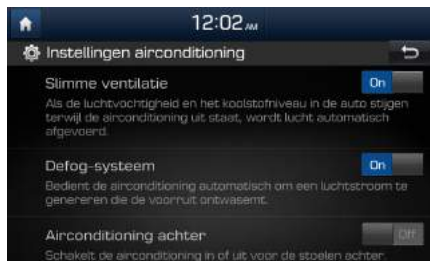 12:02 AM
Instellingen airconditioning
Slimme ventilatie
On
Als de luchtvochtigheid en het koolstofniveau in de auto stijgen
terwijl de airconditioning uit staat, wordt lucht automatisch
afgevoerd.
Defog-systeem
On
Bedient de airconditioning automatisch om een luchtstroom te
genereren die de voorruit ontwasemt.
Airconditioning achter
Off
Schakelt de airconditioning in of uit voor de stoelen achter.